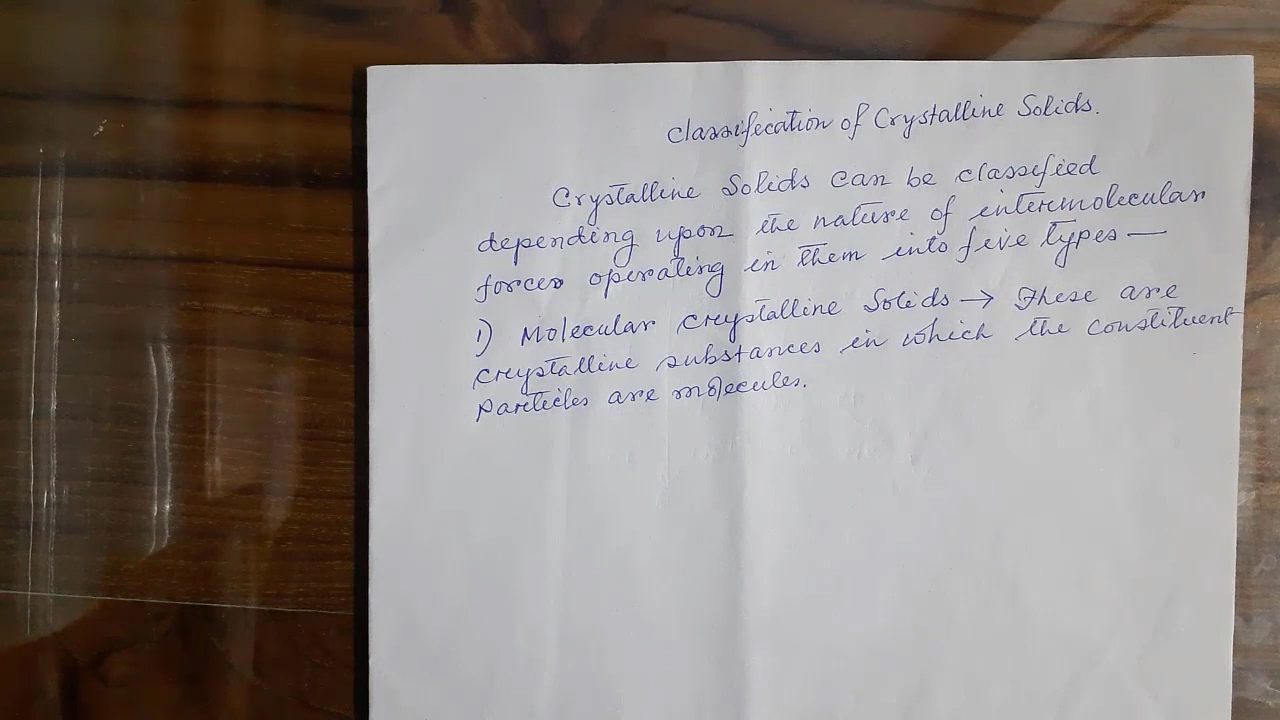 Classification of Crystalline Solids.
Crystalline Solids can be classified
depending upon the nature of intermolecular
forces operating in them into five types —
1) Molecular crystalline Solids → These are
crystalline substances in which the constituent
particles are molecules.